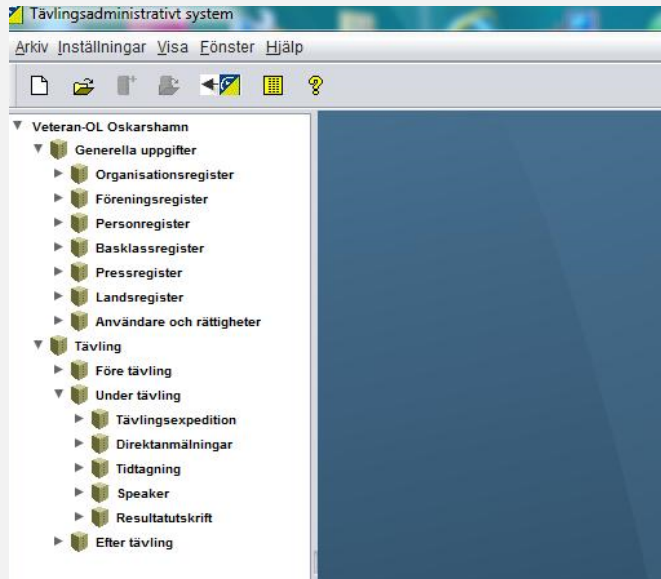 Tävlingsadministrativt system
Arkiv Inställningar Visa Fönster Hjälp
Veteran-OL Oskarshamn
Generella uppgifter
Organisationsregister
Föreningsregister
Personregister
Basklassregister
Pressregister
Landsregister
Användare och rättigheter
Tävling
Före tävling
Under tävling
Tävlingsexpedition
Direktanmälningar
Tidtagning
Speaker
Resultatutskrift
Efter tävling